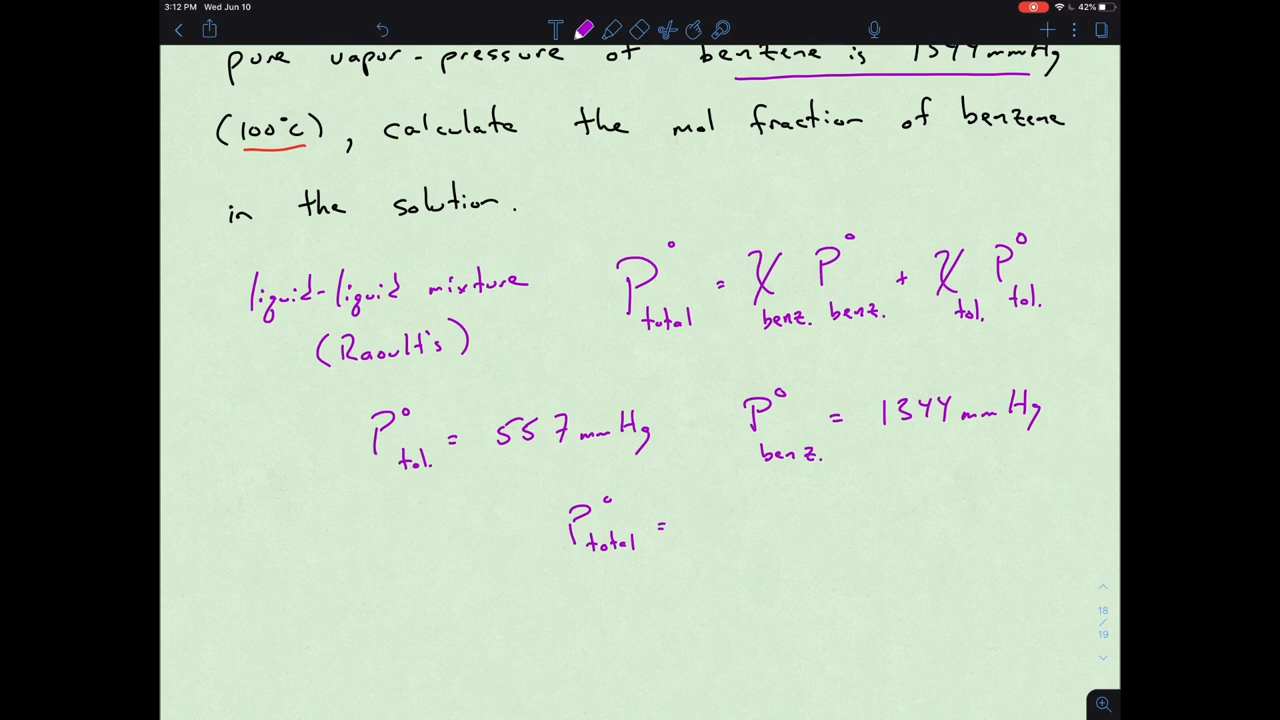 3:12 PM Wed Jun 10
42%
pure vapor-pressure of benzene is 1344 mmHg
(100°C), calculate the mol fraction of benzene
in the solution.
liquid-liquid mixture
(Raoult's)
P°total = χbenz. P°benz. + χtol. P°tol.
P°tol. = 557 mmHg P°benz. = 1344 mmHg
P°total =
18
/
19